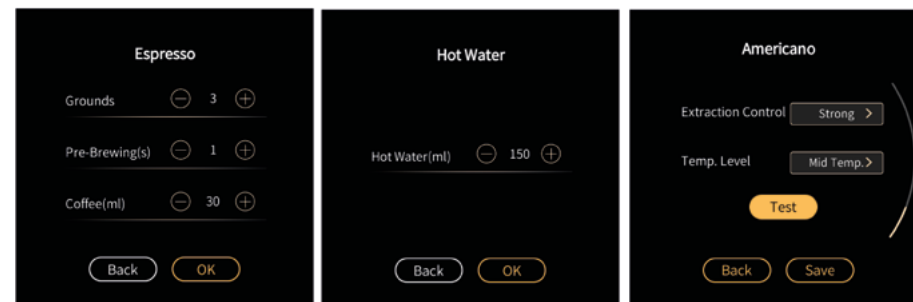 Espresso
Grounds 3
Pre-Brewing(s) 1
Coffee(ml) 30
Back OK
Hot Water
Hot Water(ml) 150
Back OK
Americano
Extraction Control Strong >
Temp. Level Mid Temp.>
Test
Back Save